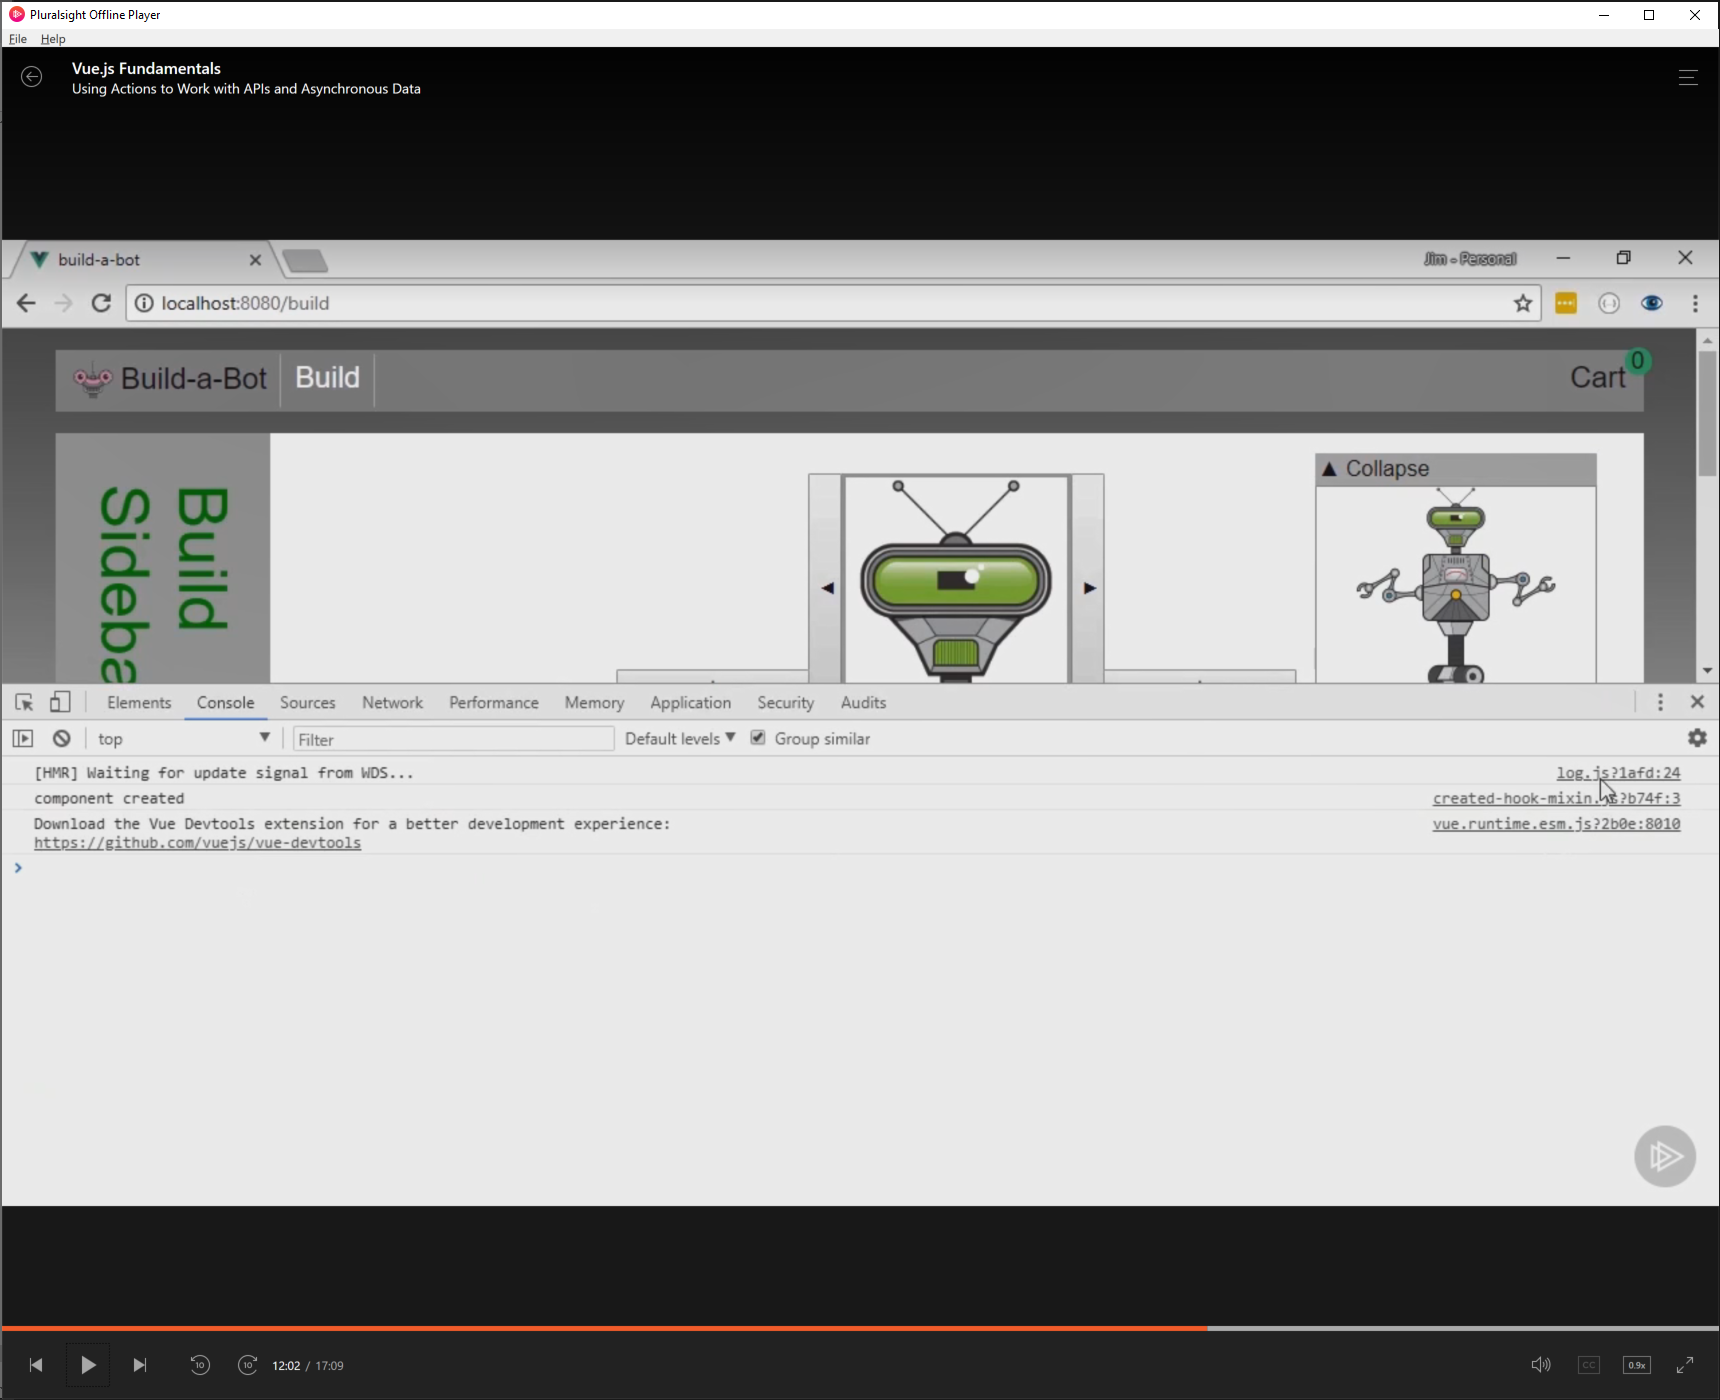 Pluralsight Offline Player
File Help
Vue.js Fundamentals
Using Actions to Work with APIs and Asynchronous Data
build-a-bot
Jim - Personal
localhost:8080/build
Build-a-Bot
Build
Cart
0
Build
Sideba
▲ Collapse
Elements Console Sources Network Performance Memory Application Security Audits
top
Filter
Default levels ▼
Group similar
[HMR] Waiting for update signal from WDS... log.js?1afd:24
component created created-hook-mixin.js?b74f:3
Download the Vue Devtools extension for a better development experience: vue.runtime.esm.js?2b0e:8010
https://github.com/vuejs/vue-devtools
10 10 12:02 / 17:09 CC 0.9x